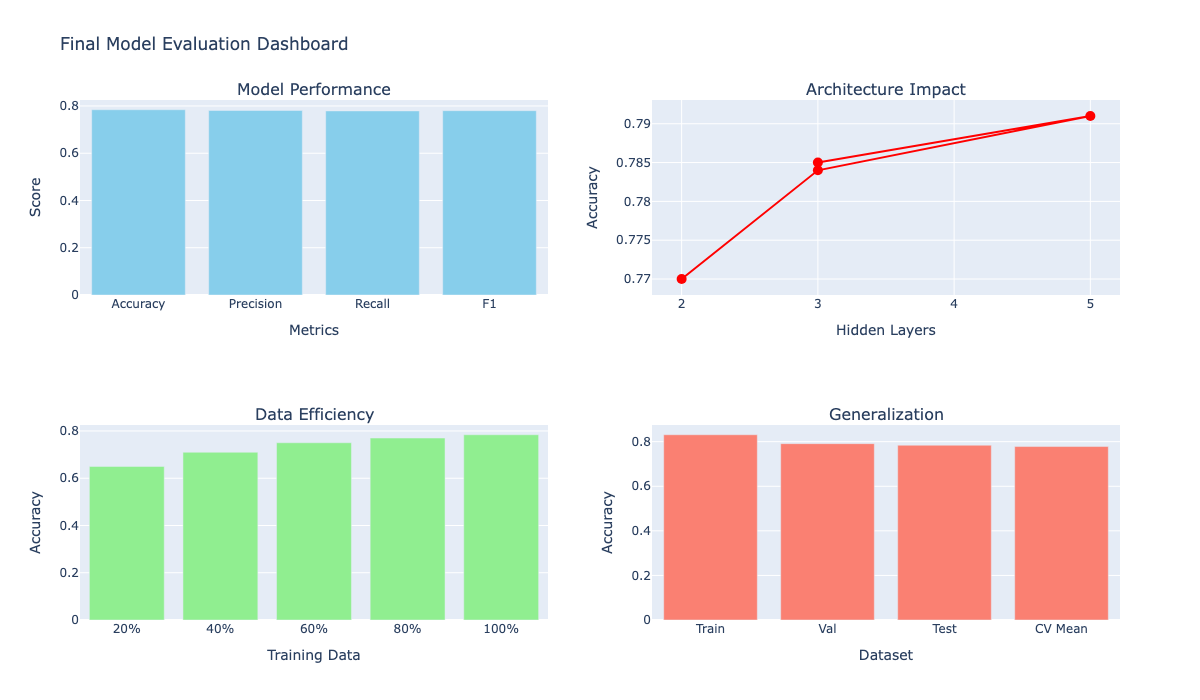 Final Model Evaluation Dashboard
Model Performance
0.8
0.6
0.4
0.2
0
Score
Accuracy Precision Recall F1
Metrics
Architecture Impact
0.79
0.785
0.78
0.775
0.77
Accuracy
2 3 4 5
Hidden Layers
Data Efficiency
0.8
0.6
0.4
0.2
0
Accuracy
20% 40% 60% 80% 100%
Training Data
Generalization
0.8
0.6
0.4
0.2
0
Accuracy
Train Val Test CV Mean
Dataset